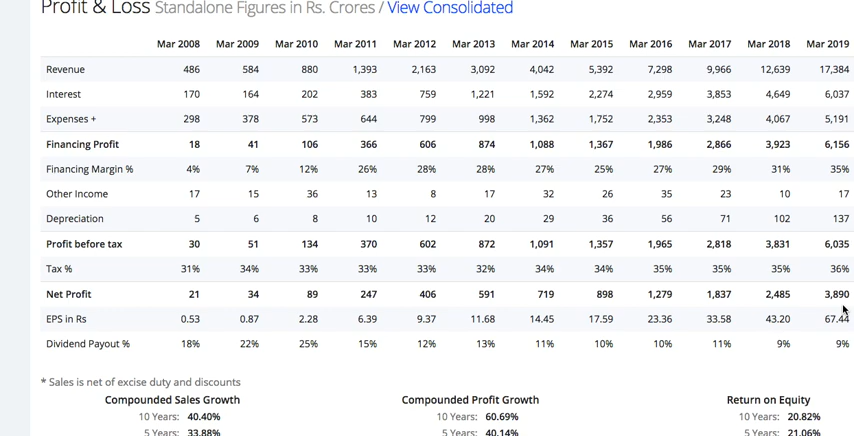 Profit & Loss Standalone Figures in Rs. Crores / View Consolidated
Mar 2008 Mar 2009 Mar 2010 Mar 2011 Mar 2012 Mar 2013 Mar 2014 Mar 2015 Mar 2016 Mar 2017 Mar 2018 Mar 2019
Revenue 486 584 880 1,393 2,163 3,092 4,042 5,392 7,298 9,966 12,639 17,384
Interest 170 164 202 383 759 1,221 1,592 2,274 2,959 3,853 4,649 6,037
Expenses + 298 378 573 644 799 998 1,362 1,752 2,353 3,248 4,067 5,191
Financing Profit 18 41 106 366 606 874 1,088 1,367 1,986 2,866 3,923 6,156
Financing Margin % 4% 7% 12% 26% 28% 28% 27% 25% 27% 29% 31% 35%
Other Income 17 15 36 13 8 17 32 26 35 23 10 17
Depreciation 5 6 8 10 12 20 29 36 56 71 102 137
Profit before tax 30 51 134 370 602 872 1,091 1,357 1,965 2,818 3,831 6,035
Tax % 31% 34% 33% 33% 33% 32% 34% 34% 35% 35% 35% 36%
Net Profit 21 34 89 247 406 591 719 898 1,279 1,837 2,485 3,890
EPS in Rs 0.53 0.87 2.28 6.39 9.37 11.68 14.45 17.59 23.36 33.58 43.20 67.44
Dividend Payout % 18% 22% 25% 15% 12% 13% 11% 10% 10% 11% 9% 9%
* Sales is net of excise duty and discounts
Compounded Sales Growth Compounded Profit Growth Return on Equity
10 Years: 40.40% 10 Years: 60.69% 10 Years: 20.82%
5 Years: 33.88% 5 Years: 40.14% 5 Years: 21.06%